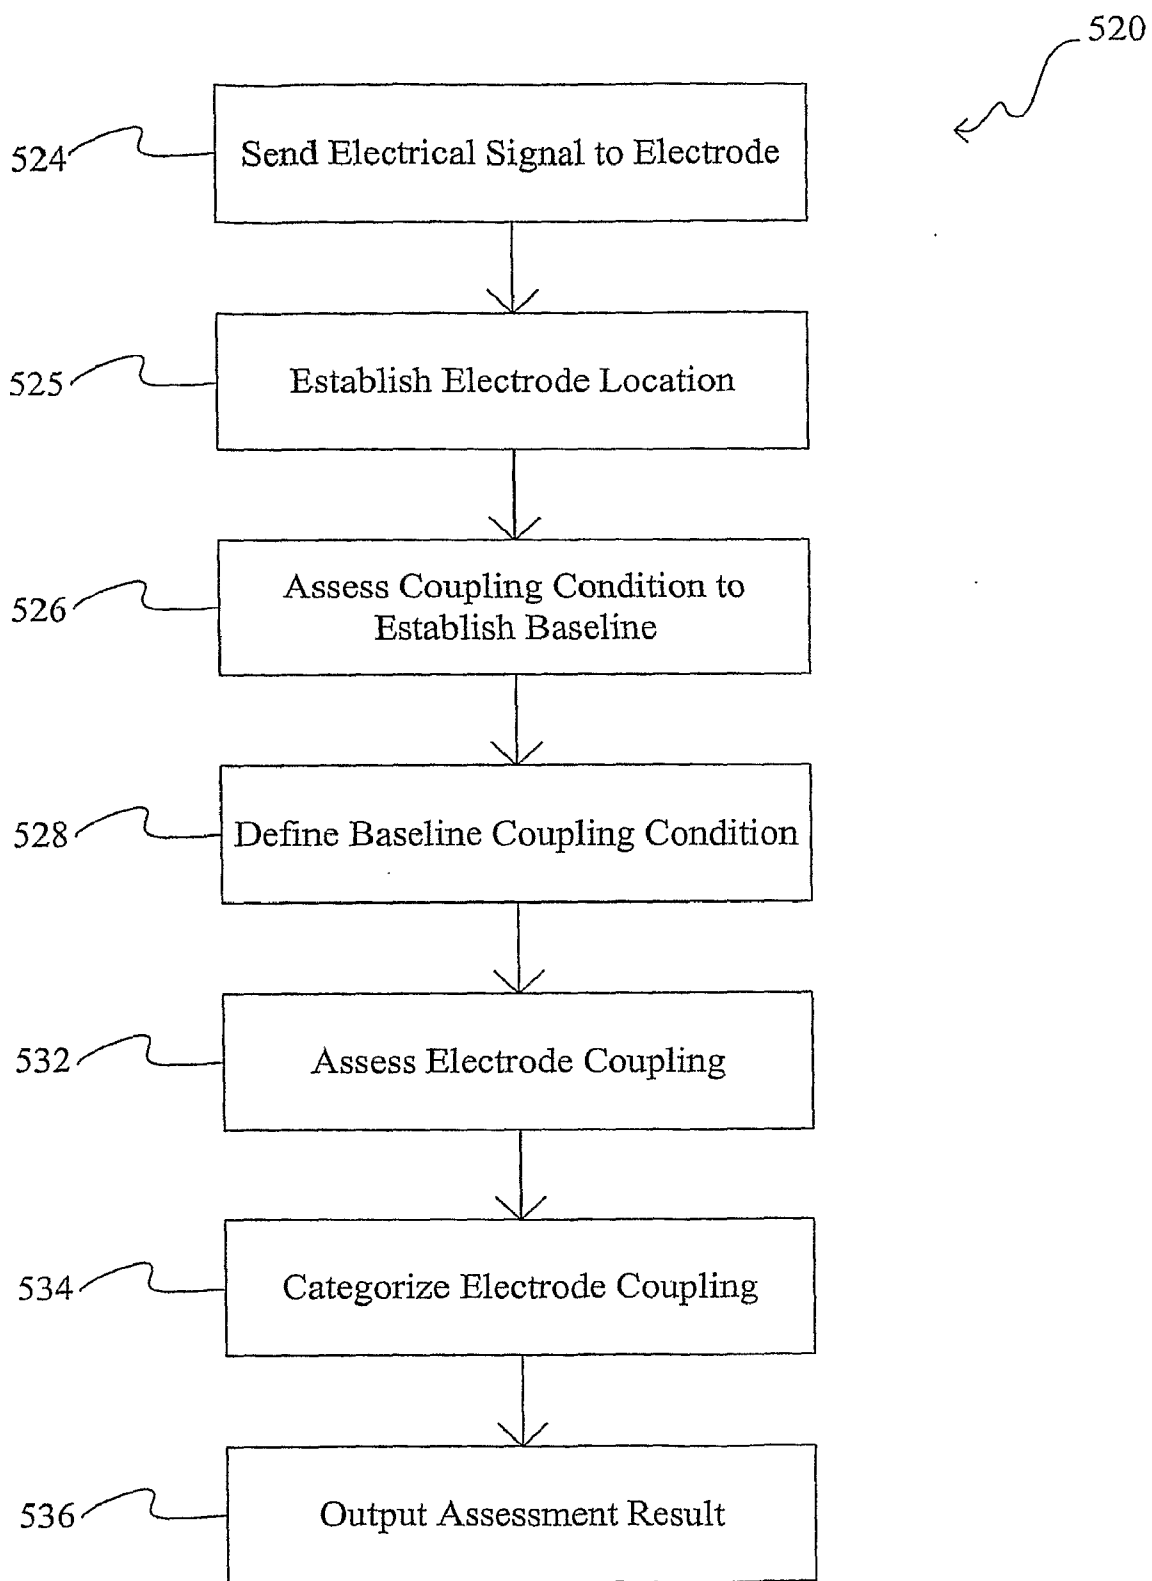 520
524
Send Electrical Signal to Electrode
525
Establish Electrode Location
526
Assess Coupling Condition to
Establish Baseline
528
Define Baseline Coupling Condition
532
Assess Electrode Coupling
534
Categorize Electrode Coupling
536
Output Assessment Result